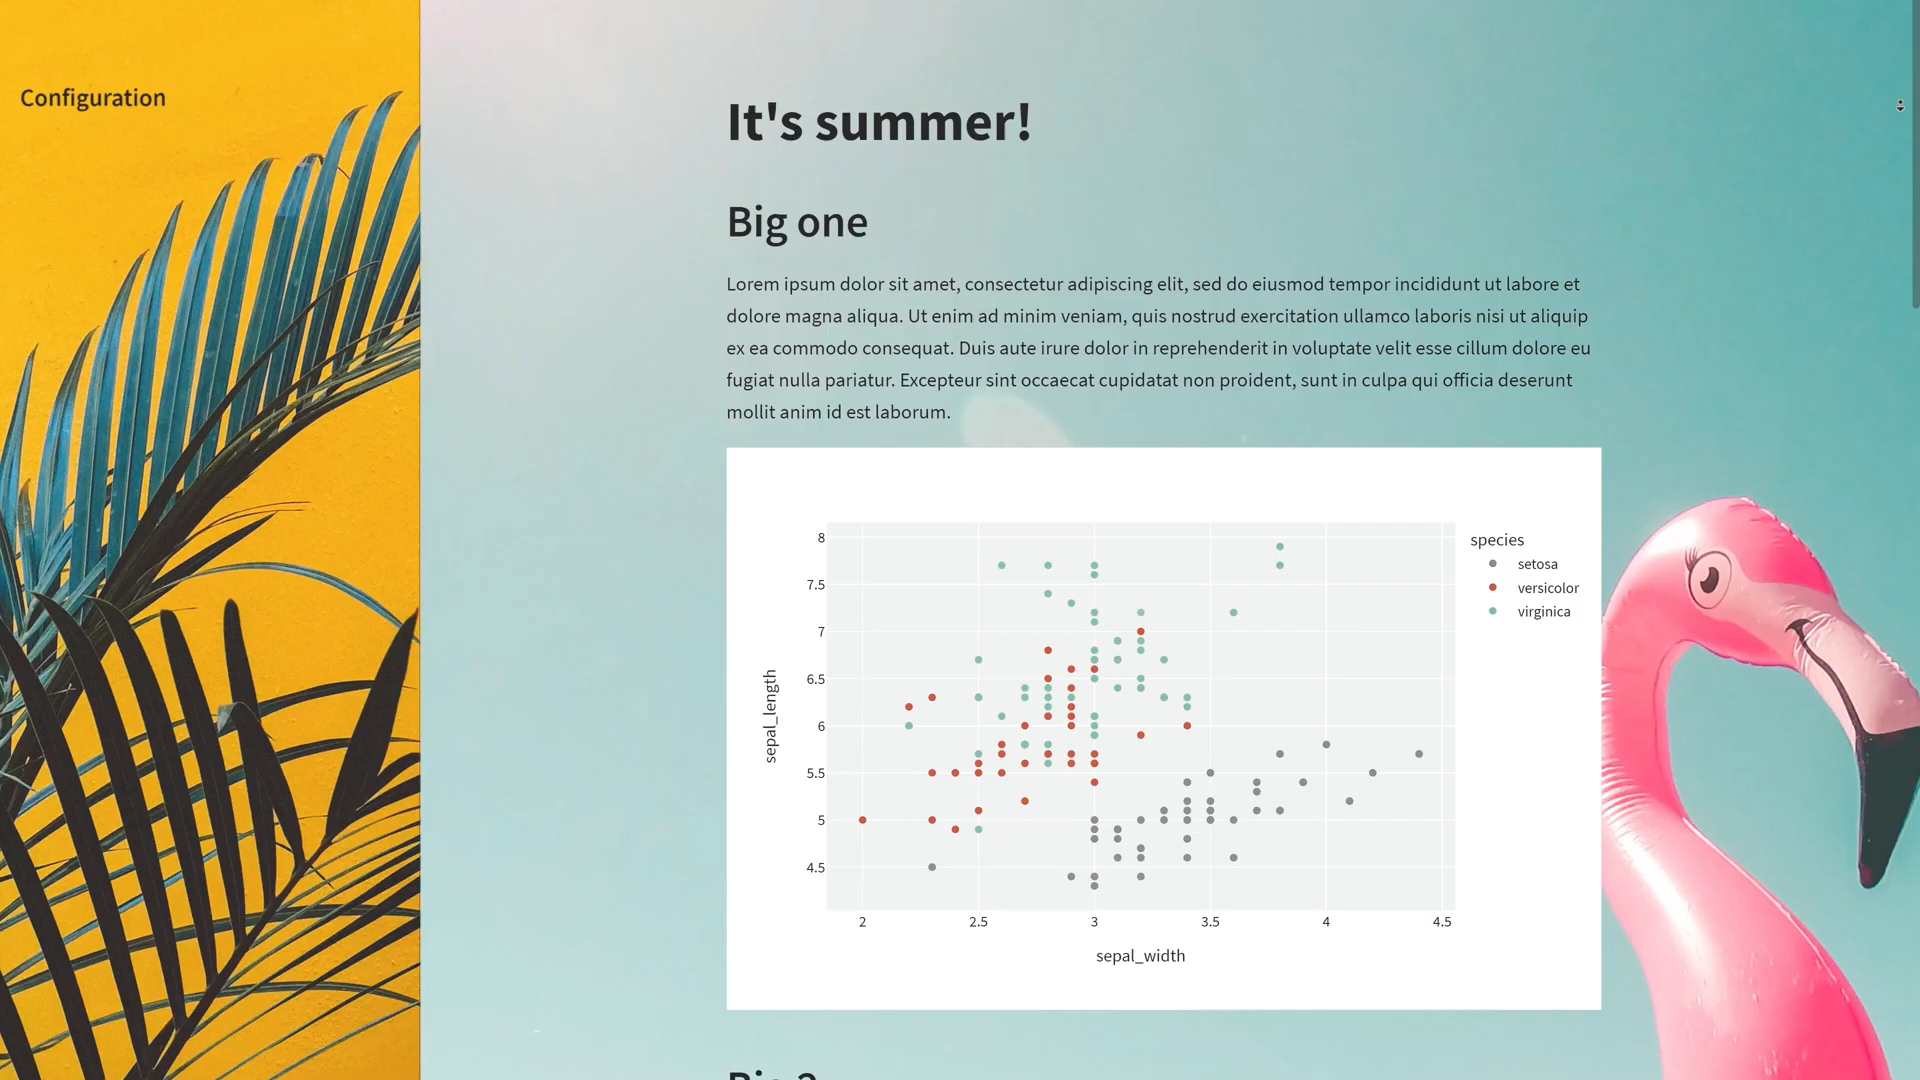 Configuration
It's summer!
Big one
Lorem ipsum dolor sit amet, consectetur adipiscing elit, sed do eiusmod tempor incididunt ut labore et
dolore magna aliqua. Ut enim ad minim veniam, quis nostrud exercitation ullamco laboris nisi ut aliquip
ex ea commodo consequat. Duis aute irure dolor in reprehenderit in voluptate velit esse cillum dolore eu
fugiat nulla pariatur. Excepteur sint occaecat cupidatat non proident, sunt in culpa qui officia deserunt
mollit anim id est laborum.
species
setosa
versicolor
virginica
sepal_length
8
7.5
7
6.5
6
5.5
5
4.5
2 2.5 3 3.5 4 4.5
sepal_width